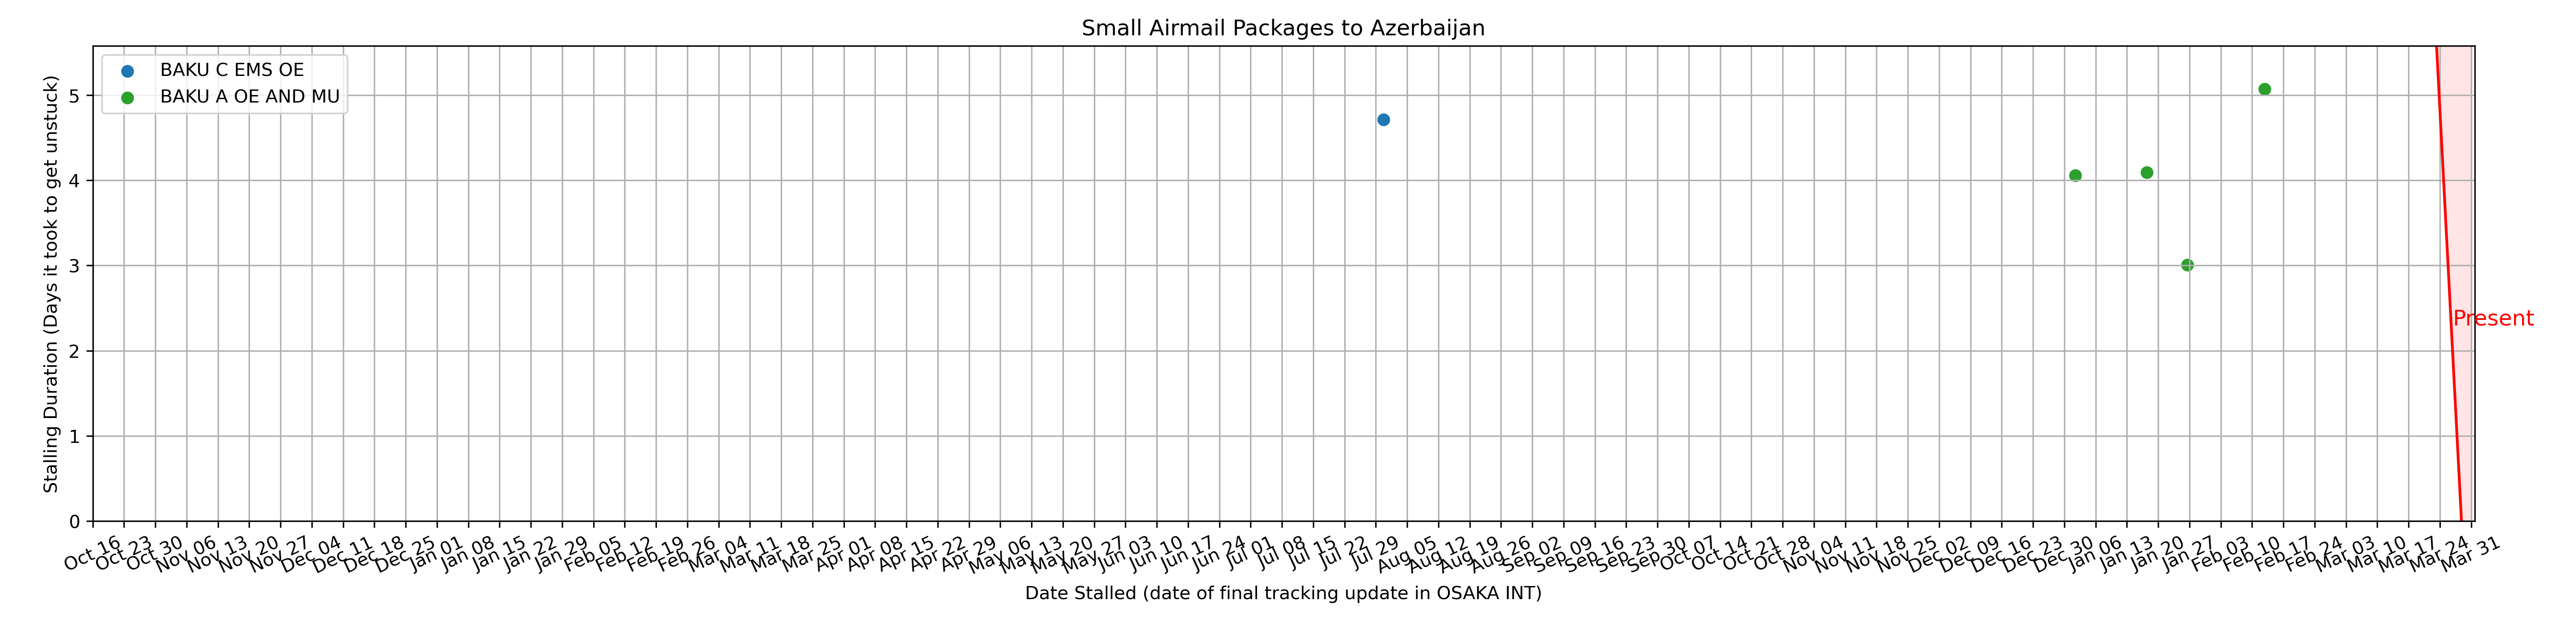 Small Airmail Packages to Azerbaijan
BAKU C EMS OE
BAKU A OE AND MU
Stalling Duration (Days it took to get unstuck)
5
4
3
2
1
0
Present
Oct 16
Oct 23
Oct 30
Nov 06
Nov 13
Nov 20
Nov 27
Dec 04
Dec 11
Dec 18
Dec 25
Jan 01
Jan 08
Jan 15
Jan 22
Jan 29
Feb 05
Feb 12
Feb 19
Feb 26
Mar 04
Mar 11
Mar 18
Mar 25
Apr 01
Apr 08
Apr 15
Apr 22
Apr 29
May 06
May 13
May 20
May 27
Jun 03
Jun 10
Jun 17
Jun 24
Jul 01
Jul 08
Jul 15
Jul 22
Jul 29
Aug 05
Aug 12
Aug 19
Aug 26
Sep 02
Sep 09
Sep 16
Sep 23
Sep 30
Oct 07
Oct 14
Oct 21
Oct 28
Nov 04
Nov 11
Nov 18
Nov 25
Dec 02
Dec 09
Dec 16
Dec 23
Dec 30
Jan 06
Jan 13
Jan 20
Jan 27
Feb 03
Feb 10
Feb 17
Feb 24
Mar 03
Mar 10
Mar 17
Mar 24
Mar 31
Date Stalled (date of final tracking update in OSAKA INT)